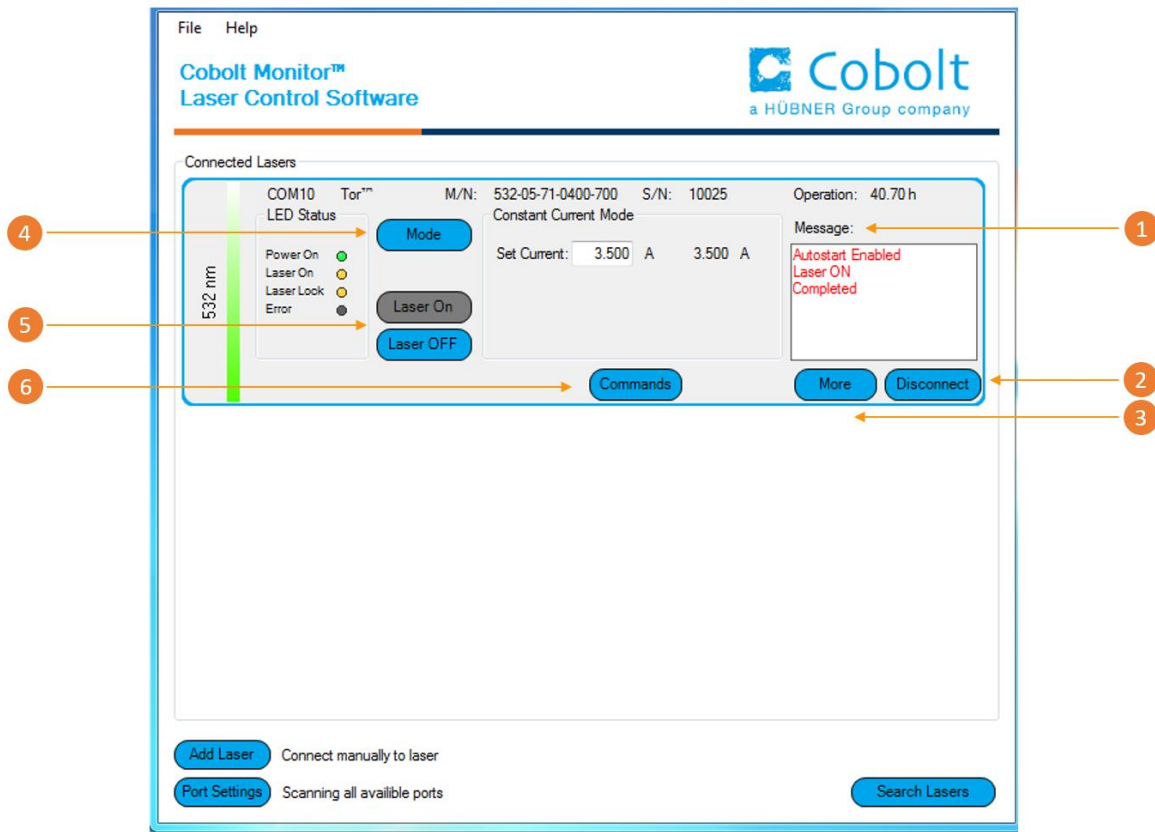 File Help
Cobolt Monitor™
Laser Control Software
Cobolt
a HÜBNER Group company
Connected Lasers
COM10 Tor™ M/N: 532-05-71-0400-700 S/N: 10025 Operation: 40.70 h
532 nm
LED Status
Power On
Laser On
Laser Look
Error
Mode
Laser On
Laser OFF
Constant Current Mode
Set Current: 3.500 A 3.500 A
Message:
Autostart Enabled
Laser ON
Completed
Commands
More
Disconnect
4
5
6
1
2
3
Add Laser Connect manually to laser
Port Settings Scanning all availible ports
Search Lasers